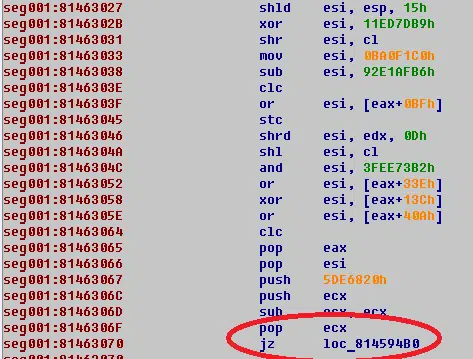 seg001:81463027 shld esi, esp, 15h
seg001:8146302B xor esi, 11ED7DB9h
seg001:81463031 shr esi, cl
seg001:81463033 mov esi, 0BA0F1C0h
seg001:81463038 sub esi, 92E1AFB6h
seg001:8146303E clc
seg001:8146303F or esi, [eax+0BFh]
seg001:81463045 stc
seg001:81463046 shrd esi, edx, 0Dh
seg001:8146304A shl esi, cl
seg001:8146304C and esi, 3FEE73B2h
seg001:81463052 or esi, [eax+33Eh]
seg001:81463058 xor esi, [eax+13Ch]
seg001:8146305E or esi, [eax+40Ah]
seg001:81463064 clc
seg001:81463065 pop eax
seg001:81463066 pop esi
seg001:81463067 push 5DE6820h
seg001:8146306C push ecx
seg001:8146306D sub ecx, ecx
seg001:8146306F pop ecx
seg001:81463070 jz loc_814594B0